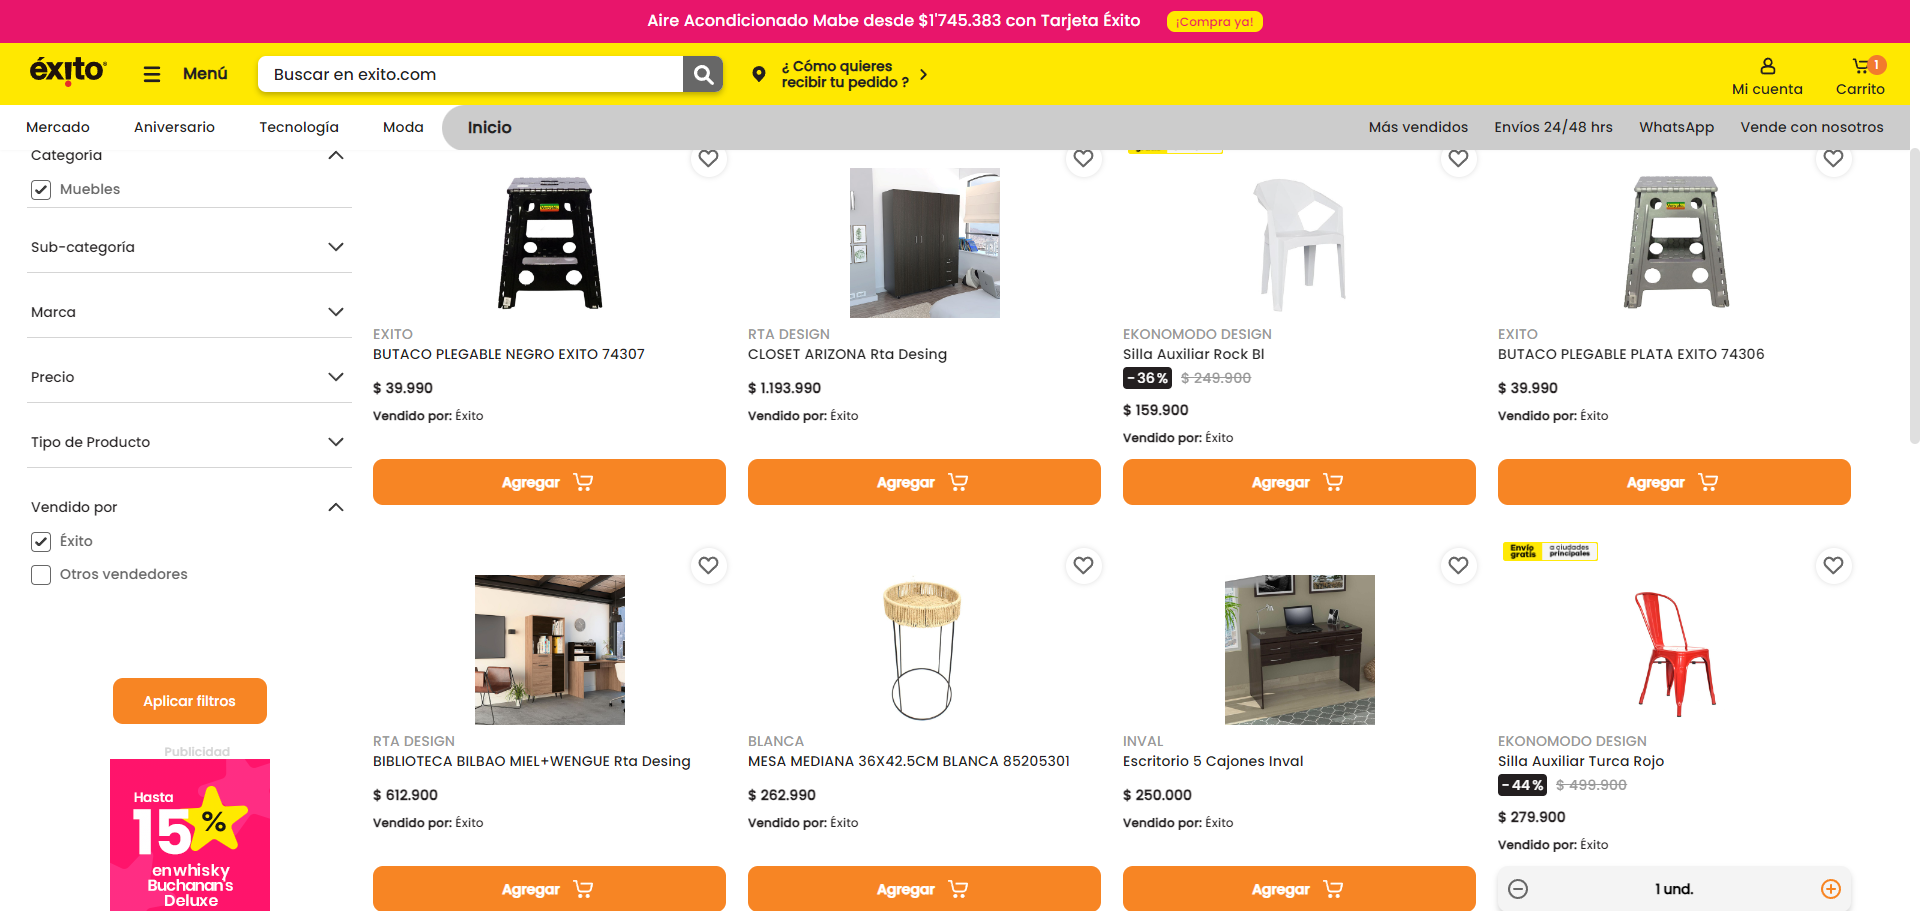 Aire Acondicionado Mabe desde $1'745.383 con Tarjeta Éxito ¡Compra ya!
éxito
Menú
Buscar en exito.com
¿ Cómo quieres
recibir tu pedido ?
Mi cuenta
1
Carrito
Mercado
Aniversario
Tecnología
Moda
Inicio
Más vendidos
Envíos 24/48 hrs
WhatsApp
Vende con nosotros
Categoría
Muebles
Sub-categoría
Marca
Precio
Tipo de Producto
Vendido por
Éxito
Otros vendedores
Aplicar filtros
Publicidad
Hasta
15%
en whisky
Buchanan's
Deluxe
EXITO
BUTACO PLEGABLE NEGRO EXITO 74307
$ 39.990
Vendido por: Éxito
Agregar
RTA DESIGN
CLOSET ARIZONA Rta Desing
$ 1.193.990
Vendido por: Éxito
Agregar
EKONOMODO DESIGN
Silla Auxiliar Rock Bl
-36% $ 249.900
$ 159.900
Vendido por: Éxito
Agregar
EXITO
BUTACO PLEGABLE PLATA EXITO 74306
$ 39.990
Vendido por: Éxito
Agregar
RTA DESIGN
BIBLIOTECA BILBAO MIEL+WENGUE Rta Desing
$ 612.900
Vendido por: Éxito
Agregar
BLANCA
MESA MEDIANA 36X42.5CM BLANCA 85205301
$ 262.990
Vendido por: Éxito
Agregar
INVAL
Escritorio 5 Cajones Inval
$ 250.000
Vendido por: Éxito
Agregar
Envío
gratis
a ciudades
principales
EKONOMODO DESIGN
Silla Auxiliar Turca Rojo
-44% $ 499.900
$ 279.900
Vendido por: Éxito
1 und.